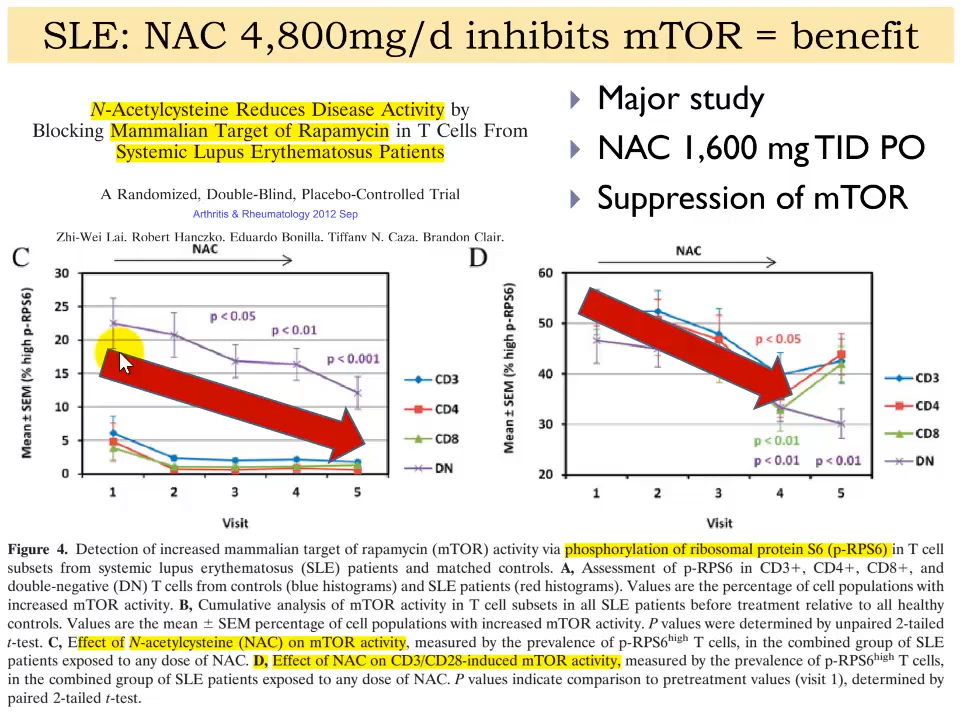 SLE: NAC 4,800mg/d inhibits mTOR = benefit
N-Acetylcysteine Reduces Disease Activity by
Blocking Mammalian Target of Rapamycin in T Cells From
Systemic Lupus Erythematosus Patients
A Randomized, Double-Blind, Placebo-Controlled Trial
Arthritis & Rheumatology 2012 Sep
Zhi-Wei Lai, Robert Hanczko, Eduardo Bonilla, Tiffany N. Caza, Brandon Clair,
Major study
NAC 1,600 mg TID PO
Suppression of mTOR
C
NAC
Mean ± SEM (% high p-RPS6)
30
25
20
15
10
5
0
p < 0.05
p < 0.01
p < 0.001
CD3
CD4
CD8
DN
1 2 3 4 5
Visit
D
NAC
Mean ± SEM (% high p-RPS6)
60
50
40
30
20
p < 0.05
p < 0.01
p < 0.01 p < 0.01
CD3
CD4
CD8
DN
1 2 3 4 5
Visit
Figure 4. Detection of increased mammalian target of rapamycin (mTOR) activity via phosphorylation of ribosomal protein S6 (p-RPS6) in T cell
subsets from systemic lupus erythematosus (SLE) patients and matched controls. A, Assessment of p-RPS6 in CD3+, CD4+, CD8+, and
double-negative (DN) T cells from controls (blue histograms) and SLE patients (red histograms). Values are the percentage of cell populations with
increased mTOR activity. B, Cumulative analysis of mTOR activity in T cell subsets in all SLE patients before treatment relative to all healthy
controls. Values are the mean ± SEM percentage of cell populations with increased mTOR activity. P values were determined by unpaired 2-tailed
t-test. C, Effect of N-acetylcysteine (NAC) on mTOR activity, measured by the prevalence of p-RPS6high T cells, in the combined group of SLE
patients exposed to any dose of NAC. D, Effect of NAC on CD3/CD28-induced mTOR activity, measured by the prevalence of p-RPS6high T cells,
in the combined group of SLE patients exposed to any dose of NAC. P values indicate comparison to pretreatment values (visit 1), determined by
paired 2-tailed t-test.